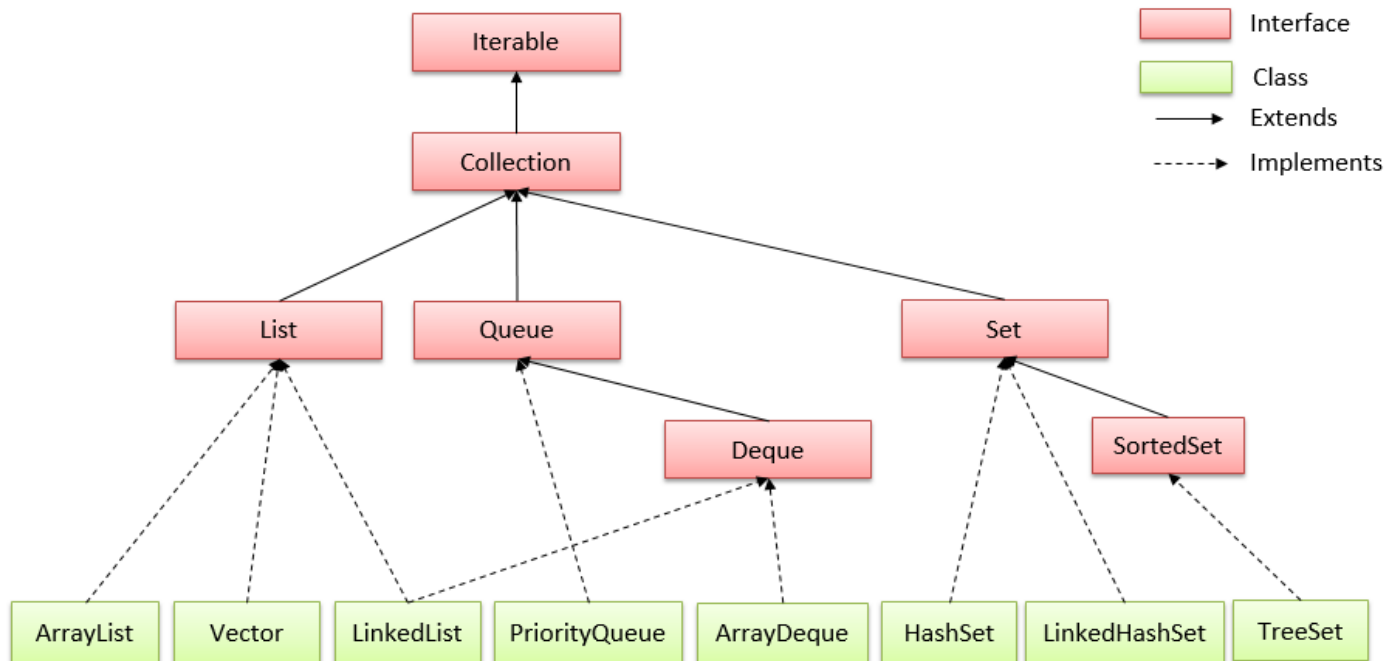 Iterable
Interface
Class
Extends
Collection
Implements
List
Queue
Set
Deque
SortedSet
ArrayList
Vector
LinkedList
PriorityQueue
ArrayDeque
HashSet
LinkedHashSet
TreeSet